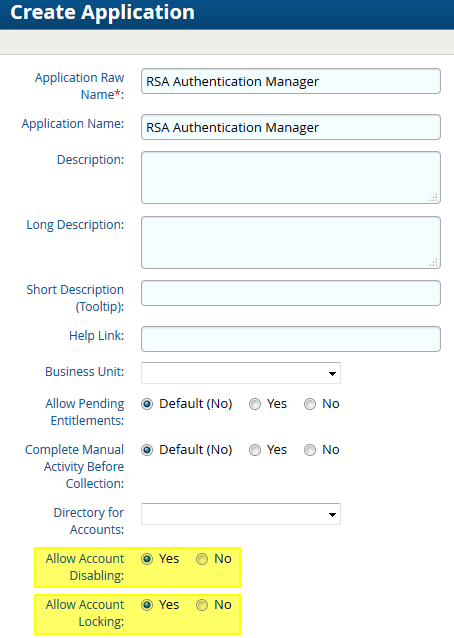 Create Application
Application Raw
Name*:
RSA Authentication Manager
Application Name:
RSA Authentication Manager
Description:
Long Description:
Short Description
(Tooltip):
Help Link:
Business Unit:
Allow Pending
Entitlements:
Default (No) Yes No
Complete Manual
Activity Before
Collection:
Default (No) Yes No
Directory for
Accounts:
Allow Account
Disabling:
Yes No
Allow Account
Locking:
Yes No